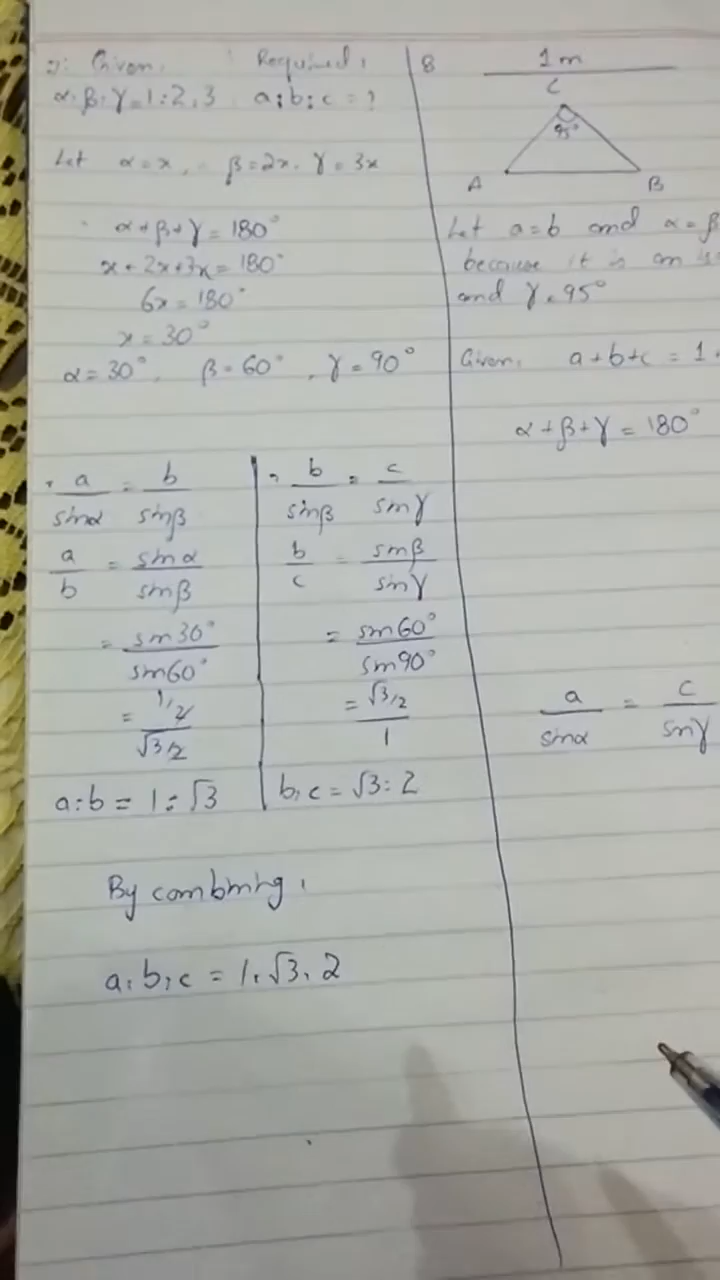 Given. Required:
α:β:γ=1:2:3 a:b:c=?
Let α=x, β=2x, γ=3x
α+β+γ=180°
x+2x+3x=180°
6x=180°
x=30°
α=30°, β=60°, γ=90°
a/sinα = b/sinβ
a/b = sinα/sinβ
= sin30°/sin60°
= 1/2 / √3/2
a:b = 1:√3
b/sinβ = c/sinγ
b/c = sinβ/sinγ
= sin60°/sin90°
= √3/2 / 1
b:c = √3:2
By combining,
a:b:c = 1:√3:2
8 1m
C
95°
A B
Let a=b and α=β
because it is an
and γ=95°
Given, a+b+c=1
α+β+γ=180°
a/sinα = c/sinγ